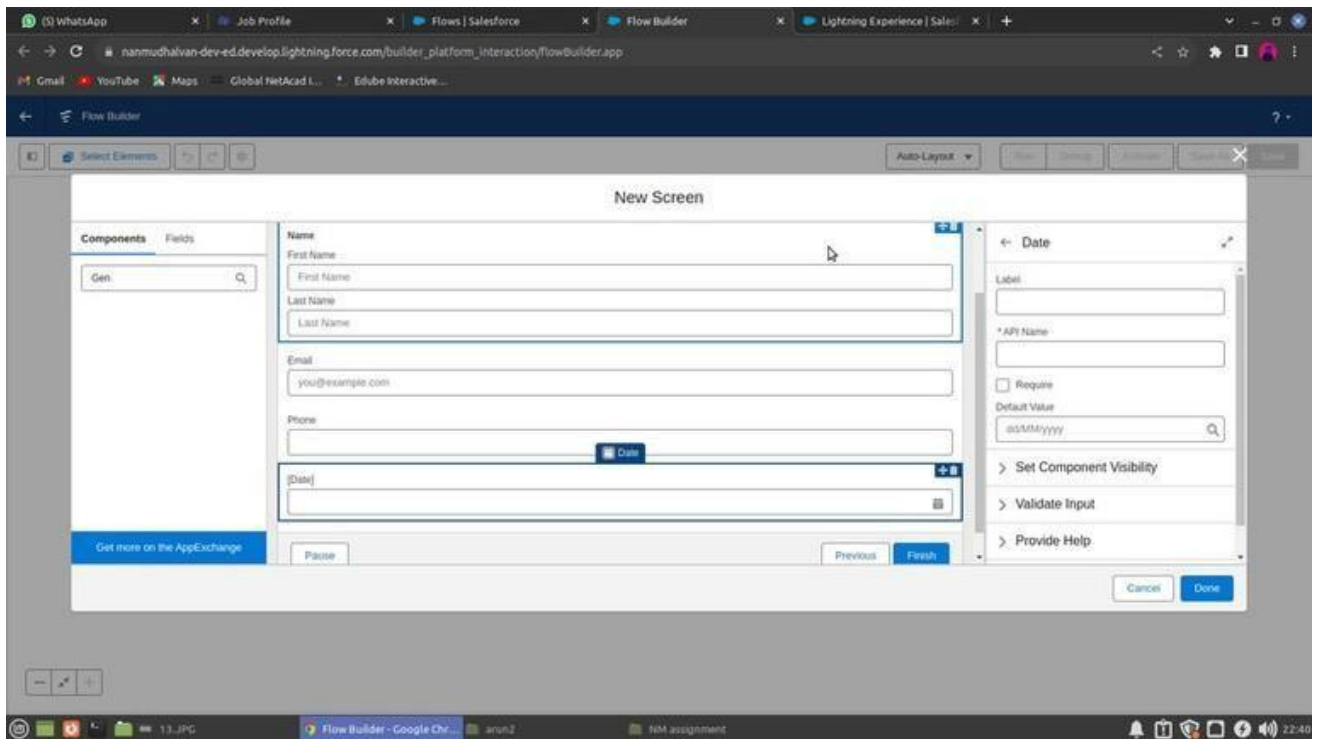 (5) WhatsApp
Job Profile
Flows | Salesforce
Flow Builder
Lightning Experience | Sales
nanmudhalvan-dev-ed.develop.lightning.force.com/builder_platform_interaction/flowBuilder.app
Gmail YouTube Maps Global NetAcad I... Edube Interactive...
Flow Builder
?
Select Elements
Auto-Layout
Run Debug Activate Save As Save
New Screen
Components Fields
Gen
Get more on the AppExchange
Name
First Name
First Name
Last Name
Last Name
Email
you@example.com
Phone
Date
[Date]
Pause
Previous Finish
Date
Label
* API Name
Require
Default Value
dd/MM/yyyy
Set Component Visibility
Validate Input
Provide Help
Cancel Done
13.JPG
Flow Builder - Google Chr...
arun2
NM assignment
22:40